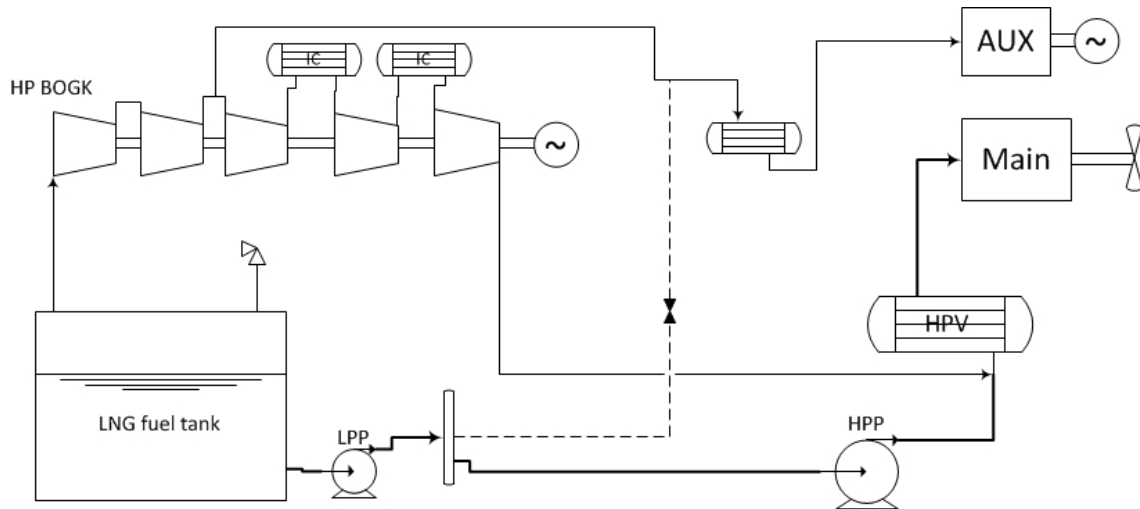 AUX
IC
IC
HP BOGK
Main
HPV
LNG fuel tank
LPP
HPP